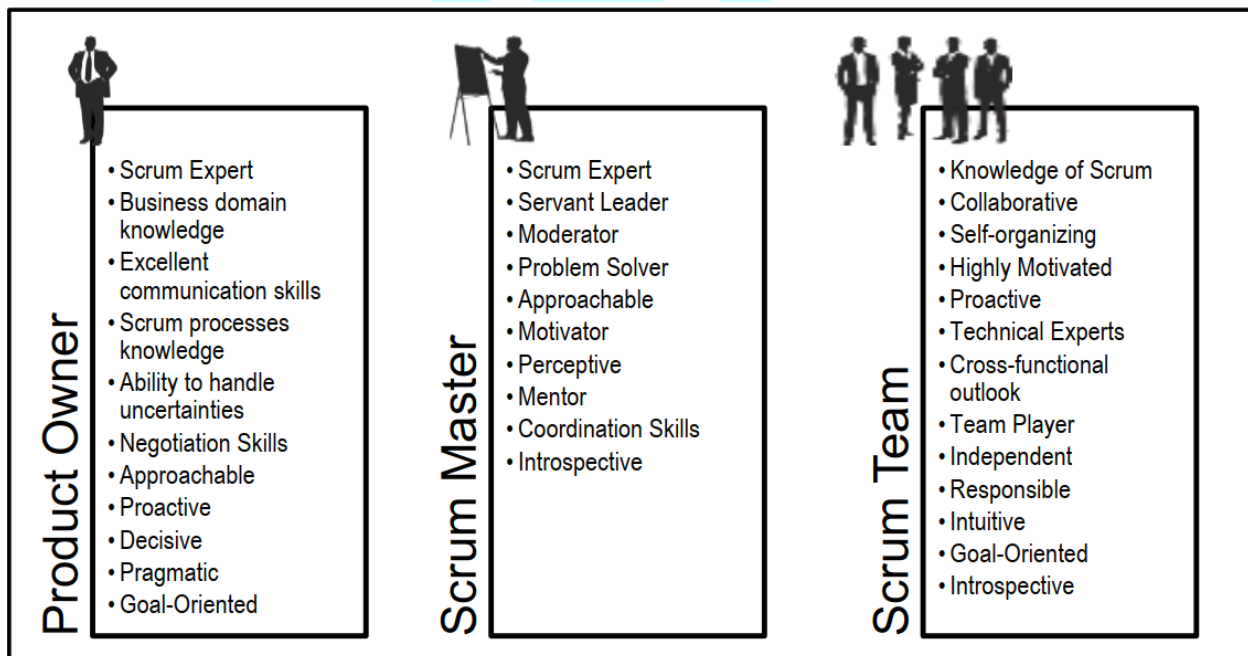 Product Owner
• Scrum Expert
• Business domain
knowledge
• Excellent
communication skills
• Scrum processes
knowledge
• Ability to handle
uncertainties
• Negotiation Skills
• Approachable
• Proactive
• Decisive
• Pragmatic
• Goal-Oriented
Scrum Master
• Scrum Expert
• Servant Leader
• Moderator
• Problem Solver
• Approachable
• Motivator
• Perceptive
• Mentor
• Coordination Skills
• Introspective
Scrum Team
• Knowledge of Scrum
• Collaborative
• Self-organizing
• Highly Motivated
• Proactive
• Technical Experts
• Cross-functional
outlook
• Team Player
• Independent
• Responsible
• Intuitive
• Goal-Oriented
• Introspective